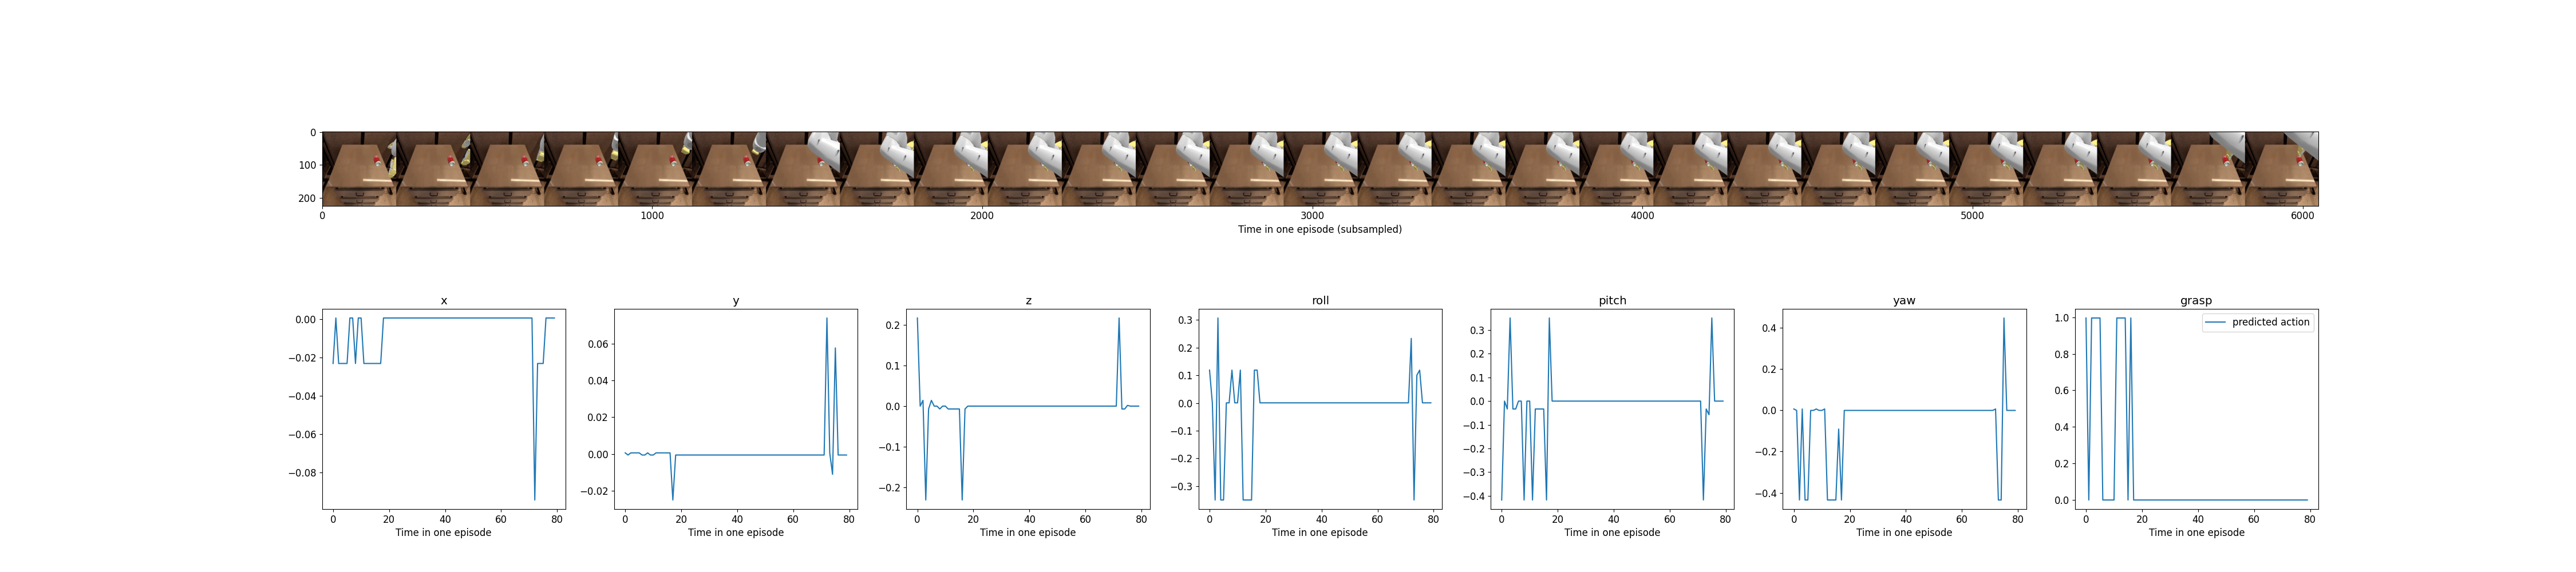 0
100
200
0 1000 2000 3000 4000 5000 6000
Time in one episode (subsampled)
x
0.00
−0.02
−0.04
−0.06
−0.08
0 20 40 60 80
Time in one episode
y
0.06
0.04
0.02
0.00
−0.02
0 20 40 60 80
Time in one episode
z
0.2
0.1
0.0
−0.1
−0.2
0 20 40 60 80
Time in one episode
roll
0.3
0.2
0.1
0.0
−0.1
−0.2
−0.3
0 20 40 60 80
Time in one episode
pitch
0.3
0.2
0.1
0.0
−0.1
−0.2
−0.3
−0.4
0 20 40 60 80
Time in one episode
yaw
0.4
0.2
0.0
−0.2
−0.4
0 20 40 60 80
Time in one episode
grasp
predicted action
1.0
0.8
0.6
0.4
0.2
0.0
0 20 40 60 80
Time in one episode